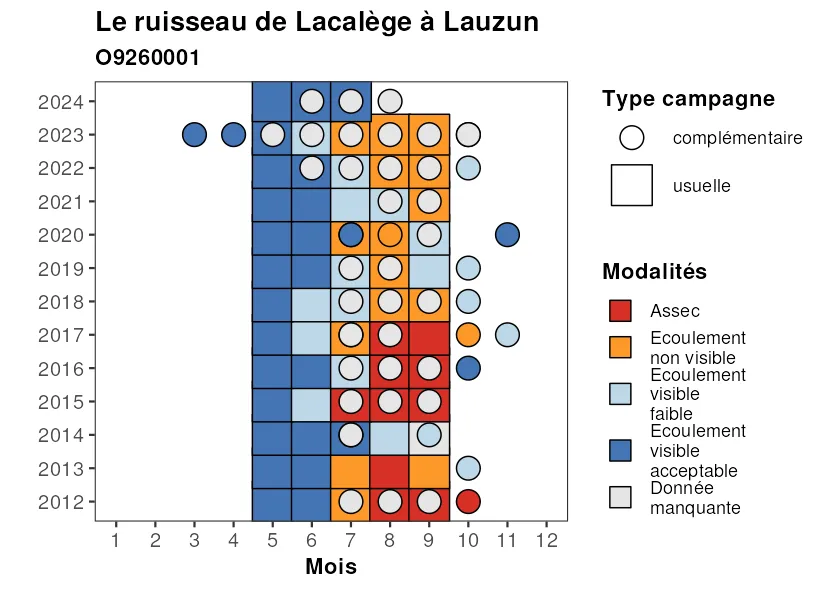 Le ruisseau de Lacalège à Lauzun
O9260001
2024
2023
2022
2021
2020
2019
2018
2017
2016
2015
2014
2013
2012
1 2 3 4 5 6 7 8 9 10 11 12
Mois
Type campagne
complémentaire
usuelle
Modalités
Assec
Ecoulement
non visible
Ecoulement
visible
faible
Ecoulement
visible
acceptable
Donnée
manquante